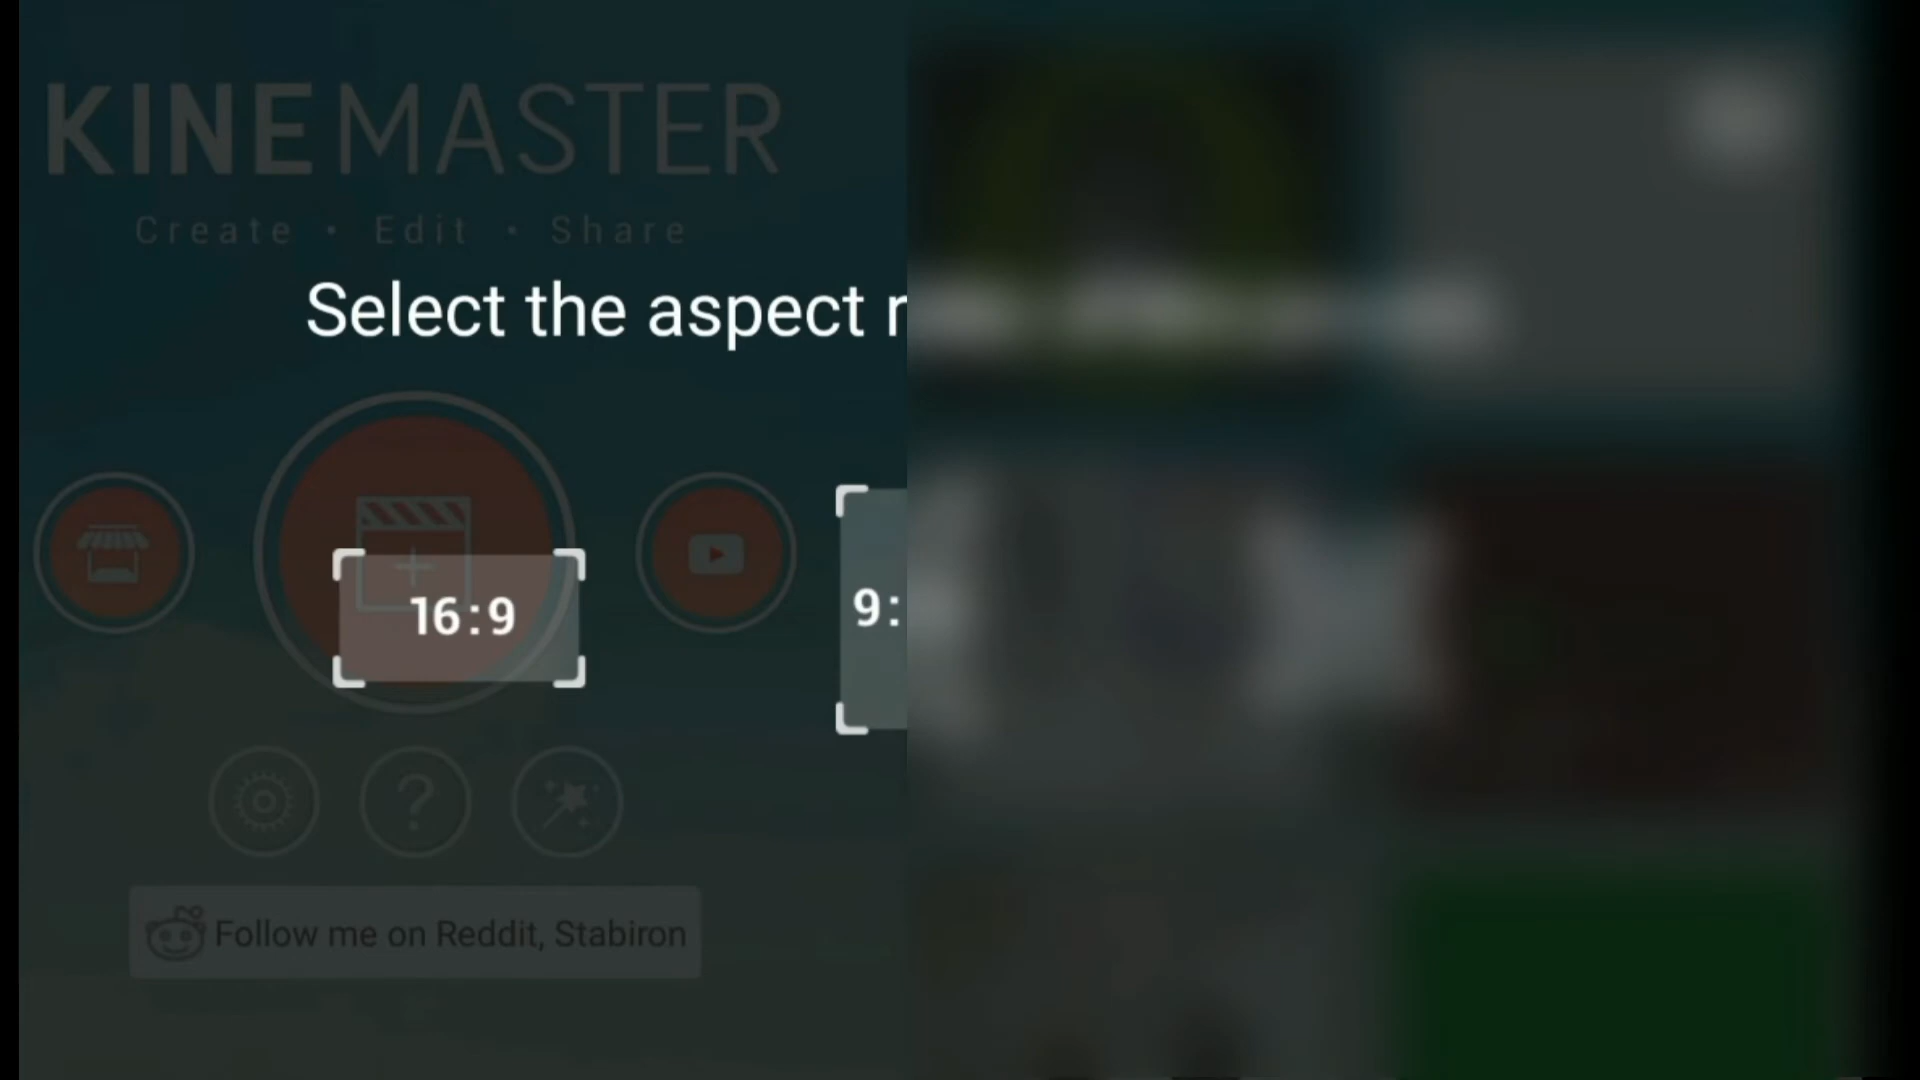 KINEMASTER
Create • Edit • Share
Select the aspect
16:9
9:
Follow me on Reddit, Stabiron